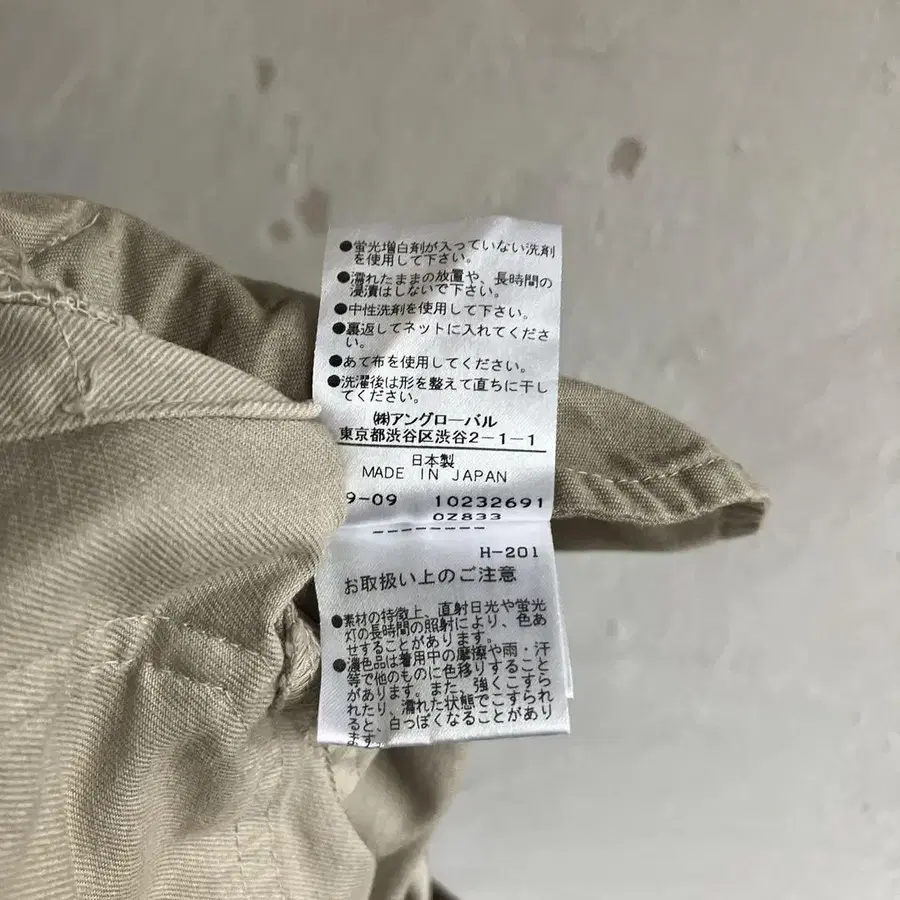 ●蛍光増白剤が入っていない洗剤
を使用して下さい。
●濡れたままの放置や、長時間の
浸漬はしないで下さい。
●中性洗剤を使用して下さい。
●裏返してネットに入れてくださ
い。
●あて布を使用してください。
●洗濯後は形を整えて直ちに干し
てください。
㈱アングローバル
東京都渋谷区渋谷2-1-1
日本製
MADE IN JAPAN
9-09 10232691
0Z833
--------
H-201
お取扱い上のご注意
●素材の特徴上、直射日光や蛍光
灯の長時間の照射により、色あ
せすることがあります。
●濃色品は着用中の摩擦や雨・汗
等で他のものに色移りすること
があります。また、強くこすら
れたり、濡れた状態でこすられ
ると、白っぽくなることがあり
ます。